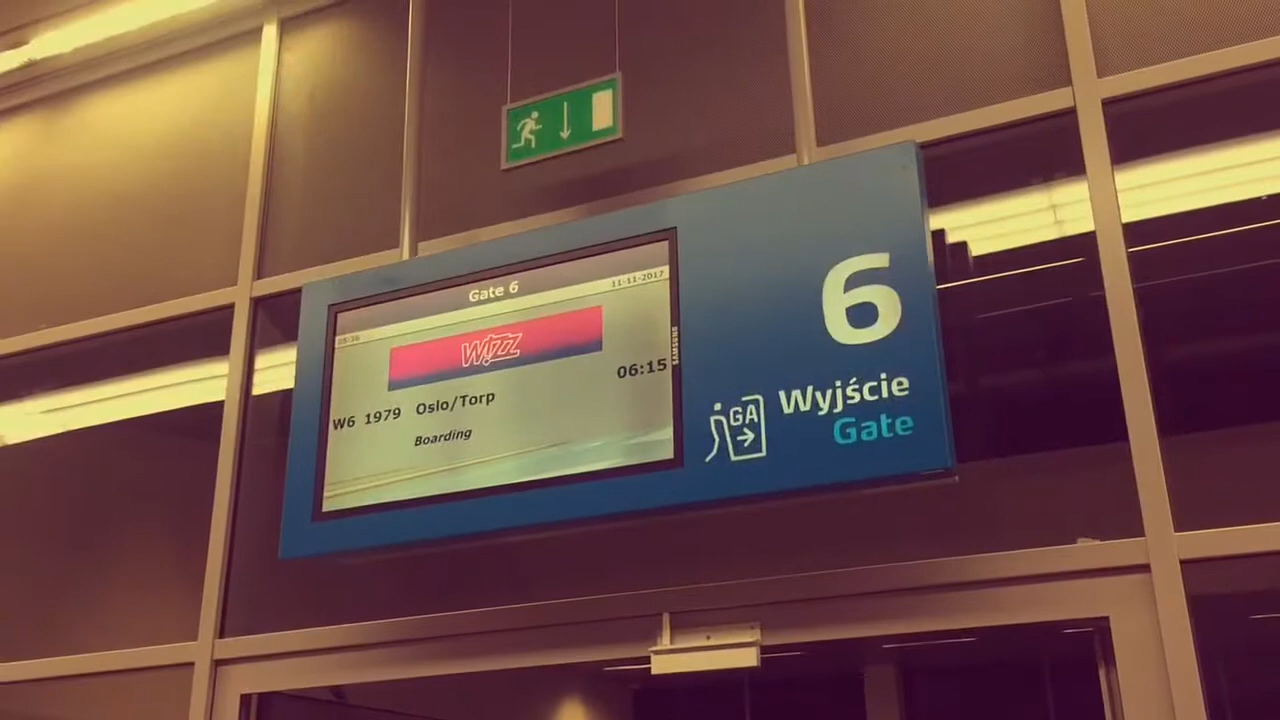 Gate 6
11-11-2017
05:36
W!ZZ
06:15
W6 1979 Oslo/Torp
Boarding
SAMSUNG
6
GA
Wyjście
Gate